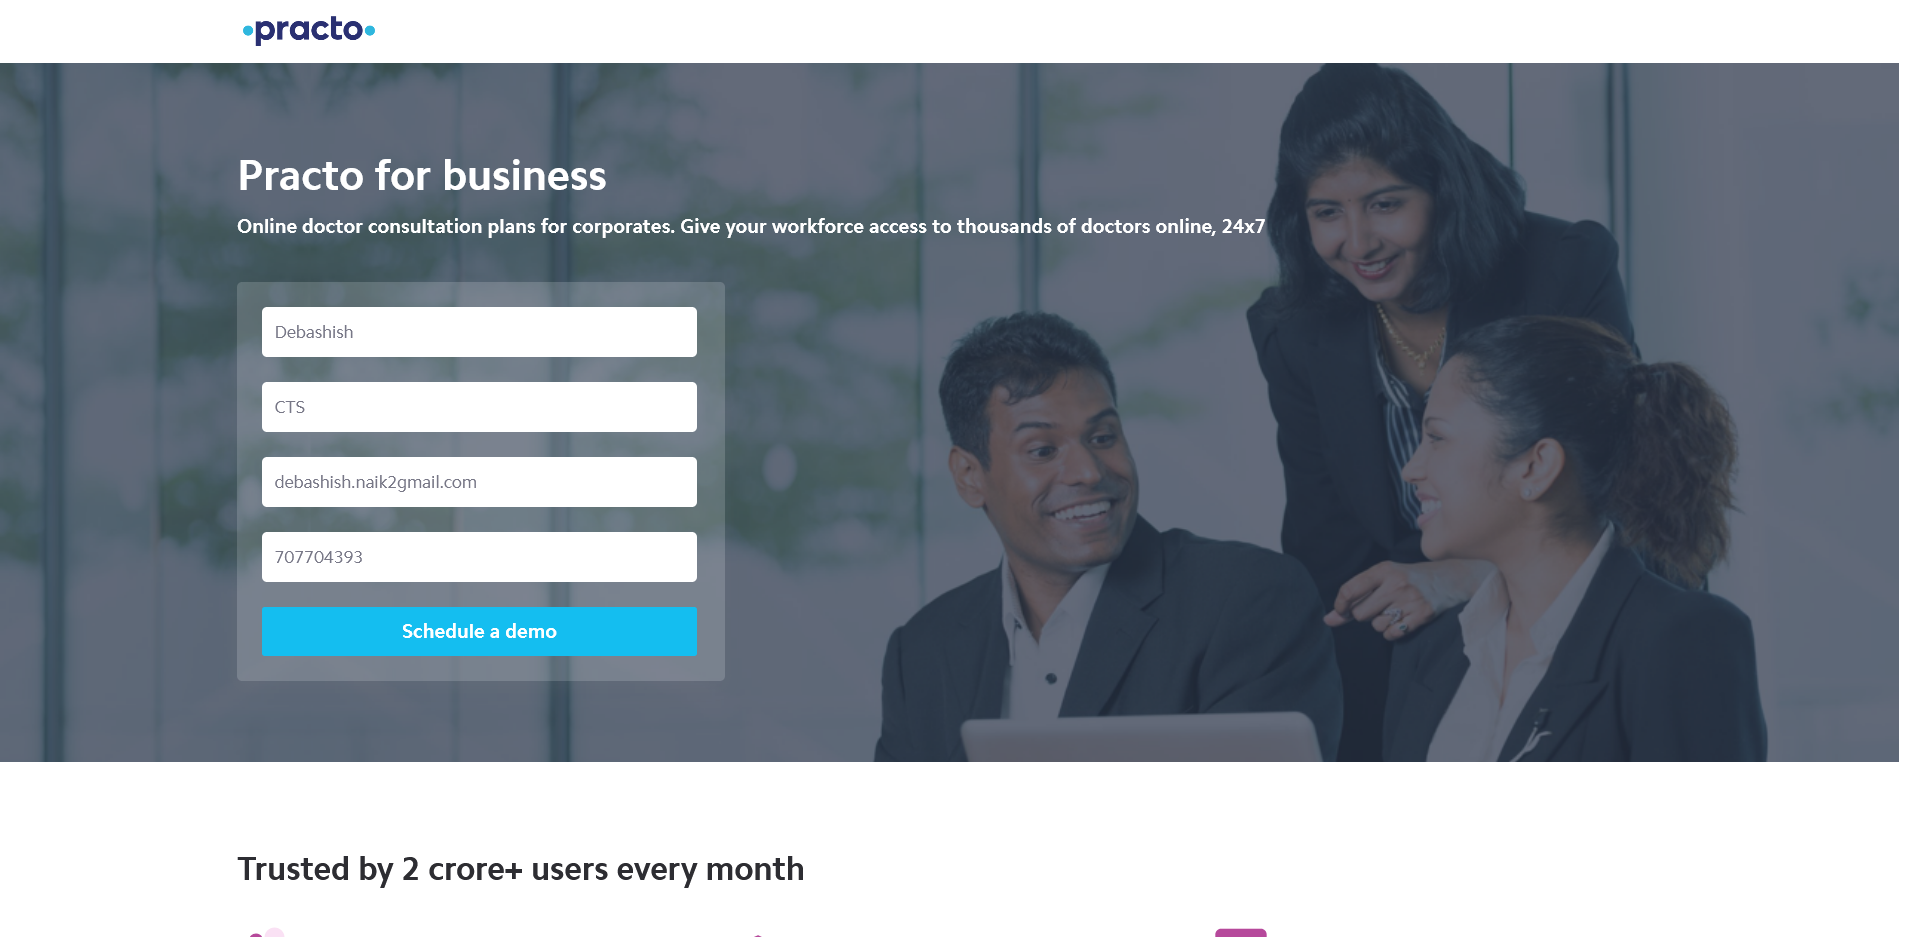 practo
Practo for business
Online doctor consultation plans for corporates. Give your workforce access to thousands of doctors online, 24x7
Debashish
CTS
debashish.naik2gmail.com
707704393
Schedule a demo
Trusted by 2 crore+ users every month